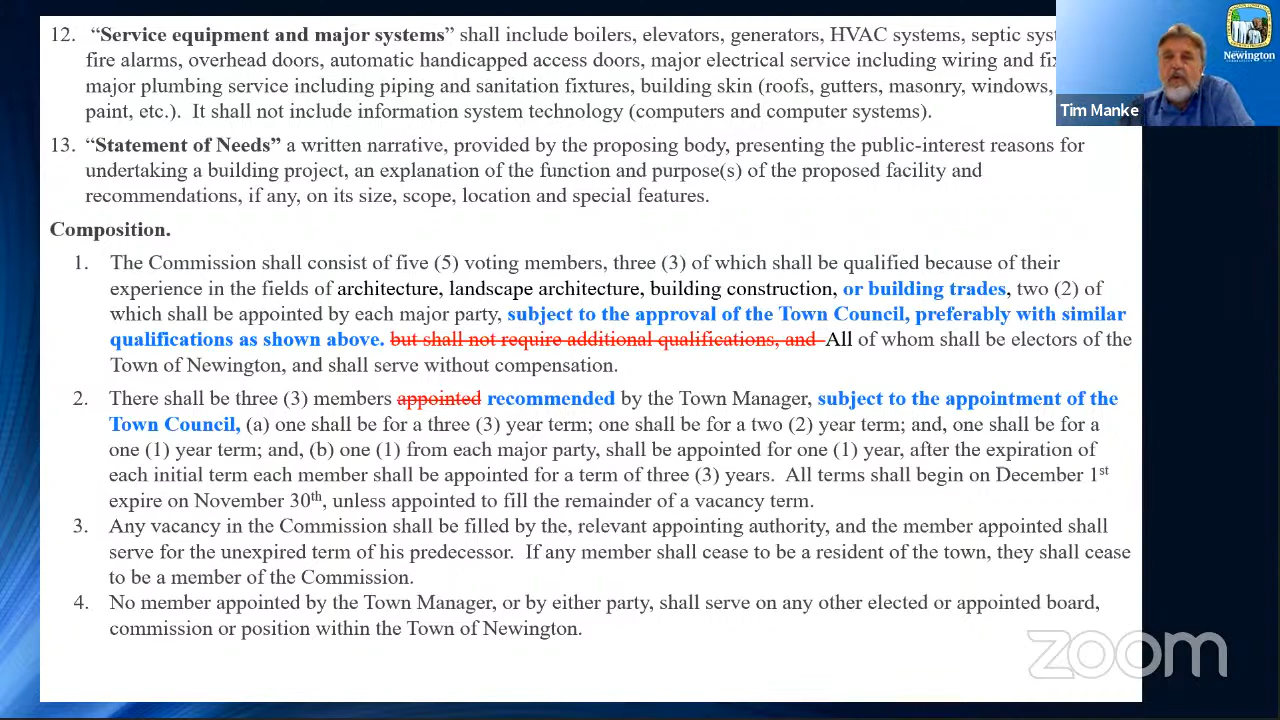 12. “Service equipment and major systems” shall include boilers, elevators, generators, HVAC systems, septic syst
fire alarms, overhead doors, automatic handicapped access doors, major electrical service including wiring and fix
major plumbing service including piping and sanitation fixtures, building skin (roofs, gutters, masonry, windows,
paint, etc.). It shall not include information system technology (computers and computer systems).
13. “Statement of Needs” a written narrative, provided by the proposing body, presenting the public-interest reasons for
undertaking a building project, an explanation of the function and purpose(s) of the proposed facility and
recommendations, if any, on its size, scope, location and special features.
Composition.
1. The Commission shall consist of five (5) voting members, three (3) of which shall be qualified because of their
experience in the fields of architecture, landscape architecture, building construction, or building trades, two (2) of
which shall be appointed by each major party, subject to the approval of the Town Council, preferably with similar
qualifications as shown above. but shall not require additional qualifications, and All of whom shall be electors of the
Town of Newington, and shall serve without compensation.
2. There shall be three (3) members appointed recommended by the Town Manager, subject to the appointment of the
Town Council, (a) one shall be for a three (3) year term; one shall be for a two (2) year term; and, one shall be for a
one (1) year term; and, (b) one (1) from each major party, shall be appointed for one (1) year, after the expiration of
each initial term each member shall be appointed for a term of three (3) years. All terms shall begin on December 1st
expire on November 30th, unless appointed to fill the remainder of a vacancy term.
3. Any vacancy in the Commission shall be filled by the, relevant appointing authority, and the member appointed shall
serve for the unexpired term of his predecessor. If any member shall cease to be a resident of the town, they shall cease
to be a member of the Commission.
4. No member appointed by the Town Manager, or by either party, shall serve on any other elected or appointed board,
commission or position within the Town of Newington.
Tim Manke
Newington
zoom